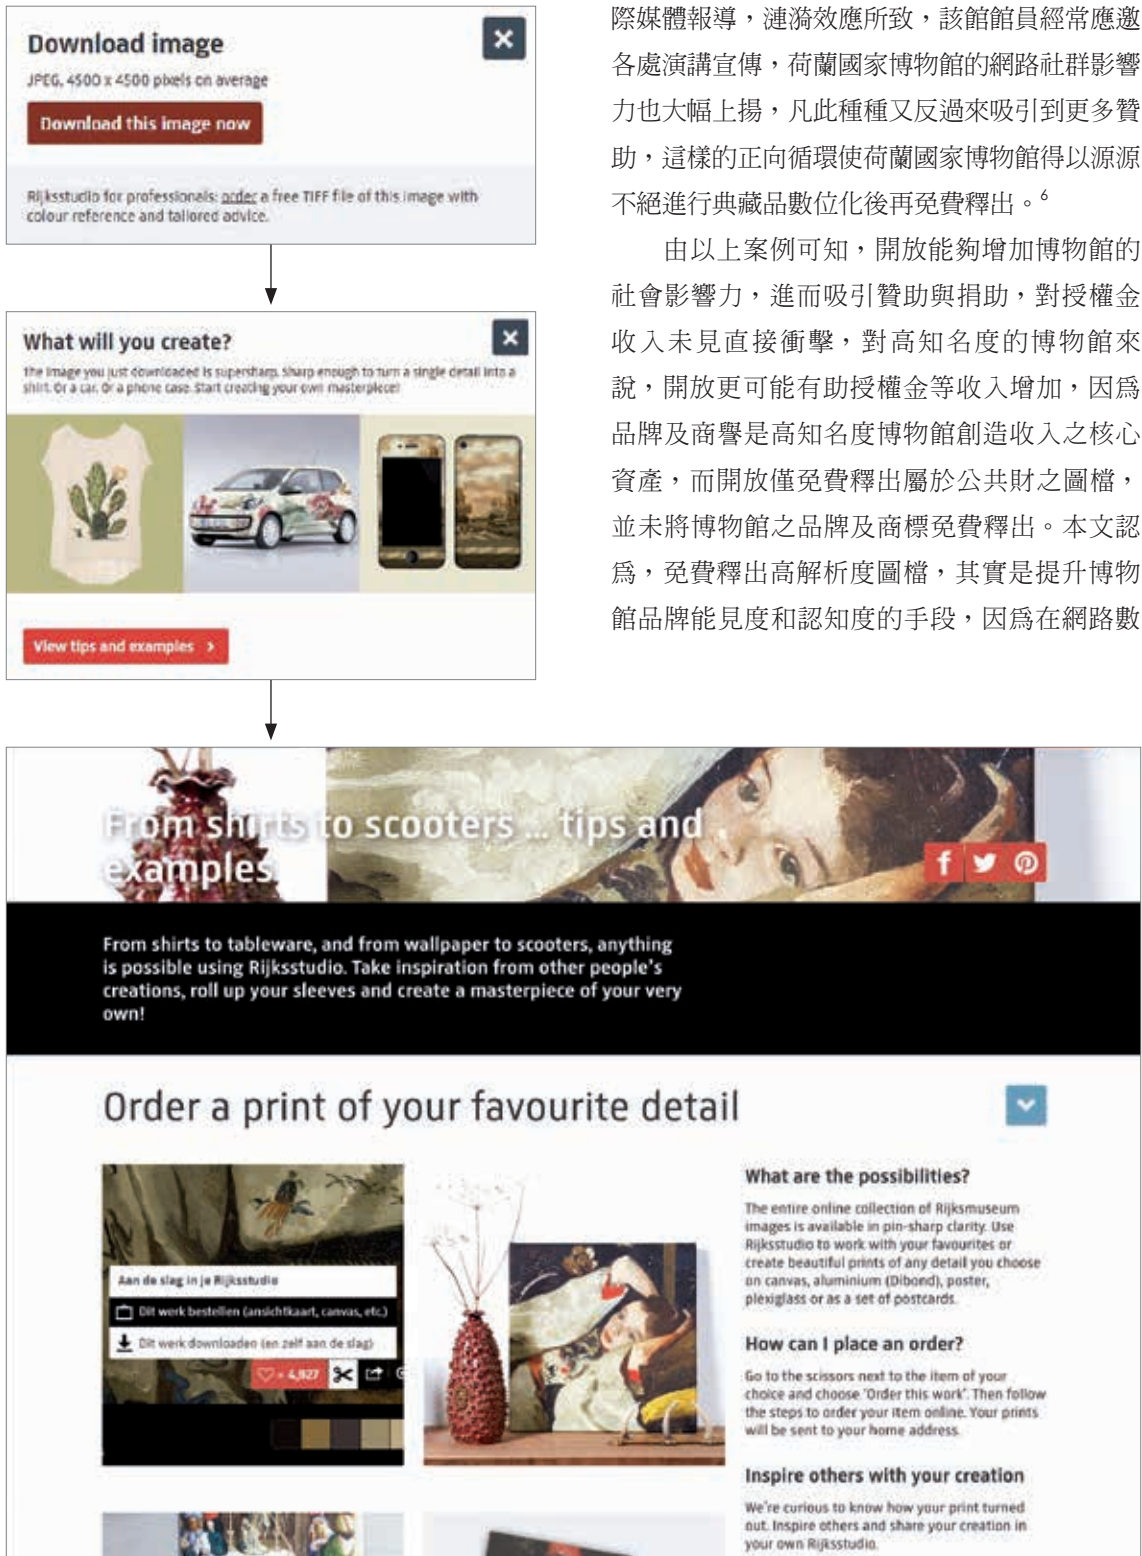 Download image
JPEG, 4500 x 4500 pixels on average
Download this image now
Rijksstudio for professionals: order a free TIFF file of this image with
colour reference and tailored advice.
What will you create?
The image you just downloaded is supersharp. Sharp enough to turn a single detail into a
shirt. Or a car. Or a phone case. Start creating your own masterpiece!
View tips and examples >
際媒體報導，漣漪效應所致，該館館員經常應邀
各處演講宣傳，荷蘭國家博物館的網路社群影響
力也大幅上揚，凡此種種又反過來吸引到更多贊
助，這樣的正向循環使荷蘭國家博物館得以源源
不絕進行典藏品數位化後再免費釋出。6
由以上案例可知，開放能夠增加博物館的
社會影響力，進而吸引贊助與捐助，對授權金
收入未見直接衝擊，對高知名度的博物館來
說，開放更可能有助授權金等收入增加，因為
品牌及商譽是高知名度博物館創造收入之核心
資產，而開放僅免費釋出屬於公共財之圖檔，
並未將博物館之品牌及商標免費釋出。本文認
為，免費釋出高解析度圖檔，其實是提升博物
館品牌能見度和認知度的手段，因為在網路數
From shirts to scooters ... tips and
examples
From shirts to tableware, and from wallpaper to scooters, anything
is possible using Rijksstudio. Take inspiration from other people's
creations, roll up your sleeves and create a masterpiece of your very
own!
Order a print of your favourite detail
Aan de slag in je Rijksstudio
Dit werk bestellen (ansichtkaart, canvas, etc.)
Dit werk downloaden (en zelf aan de slag)
4,927
What are the possibilities?
The entire online collection of Rijksmuseum
images is available in pin-sharp clarity. Use
Rijksstudio to work with your favourites or
create beautiful prints of any detail you choose
on canvas, aluminium (Dibond), poster,
plexiglass or as a set of postcards.
How can I place an order?
Go to the scissors next to the item of your
choice and choose 'Order this work'. Then follow
the steps to order your item online. Your prints
will be sent to your home address.
Inspire others with your creation
We're curious to know how your print turned
out. Inspire others and share your creation in
your own Rijksstudio.